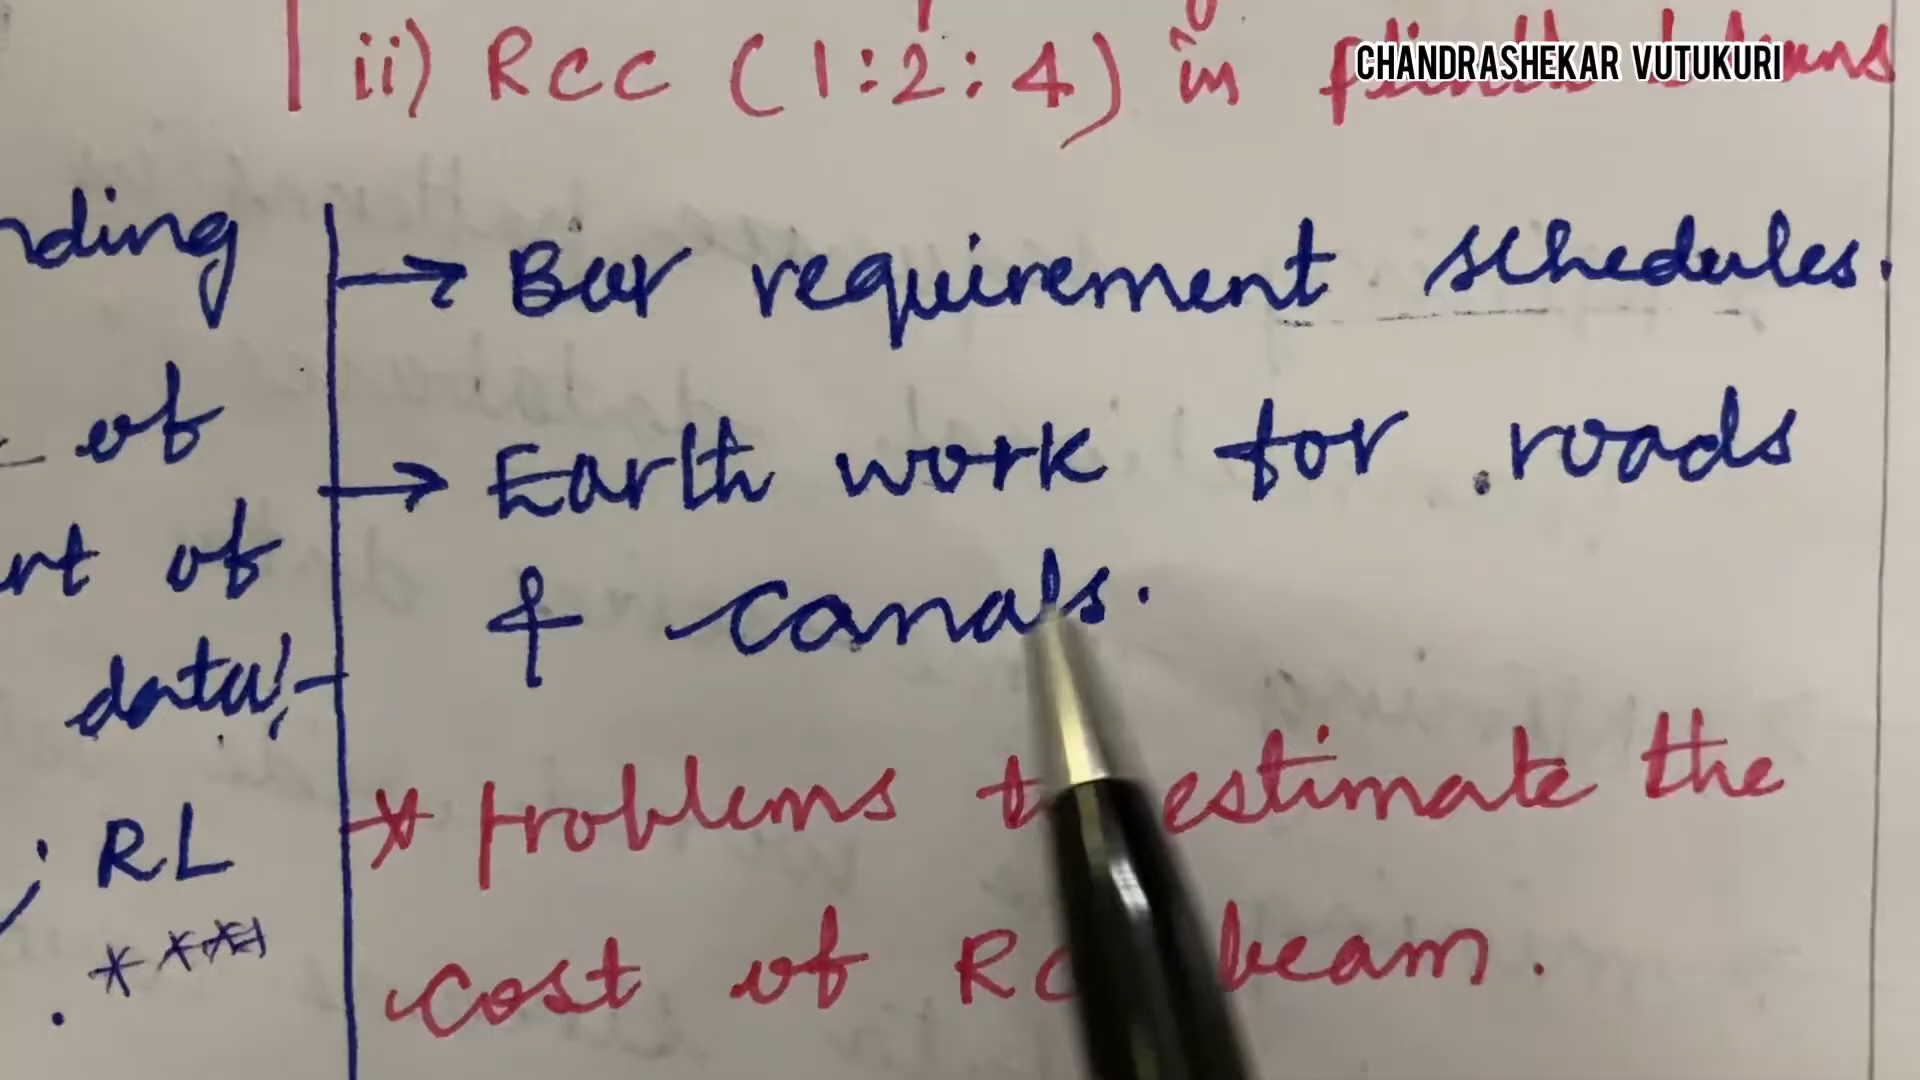 ii) RCC (1:2:4) in plinth
CHANDRASHEKAR VUTUKURI
nding
→ Bar requirement schedules.
of
→ Earth work for roads
rt of
& canals.
data,
* problems to estimate the
RL
cost of RC beam.
****